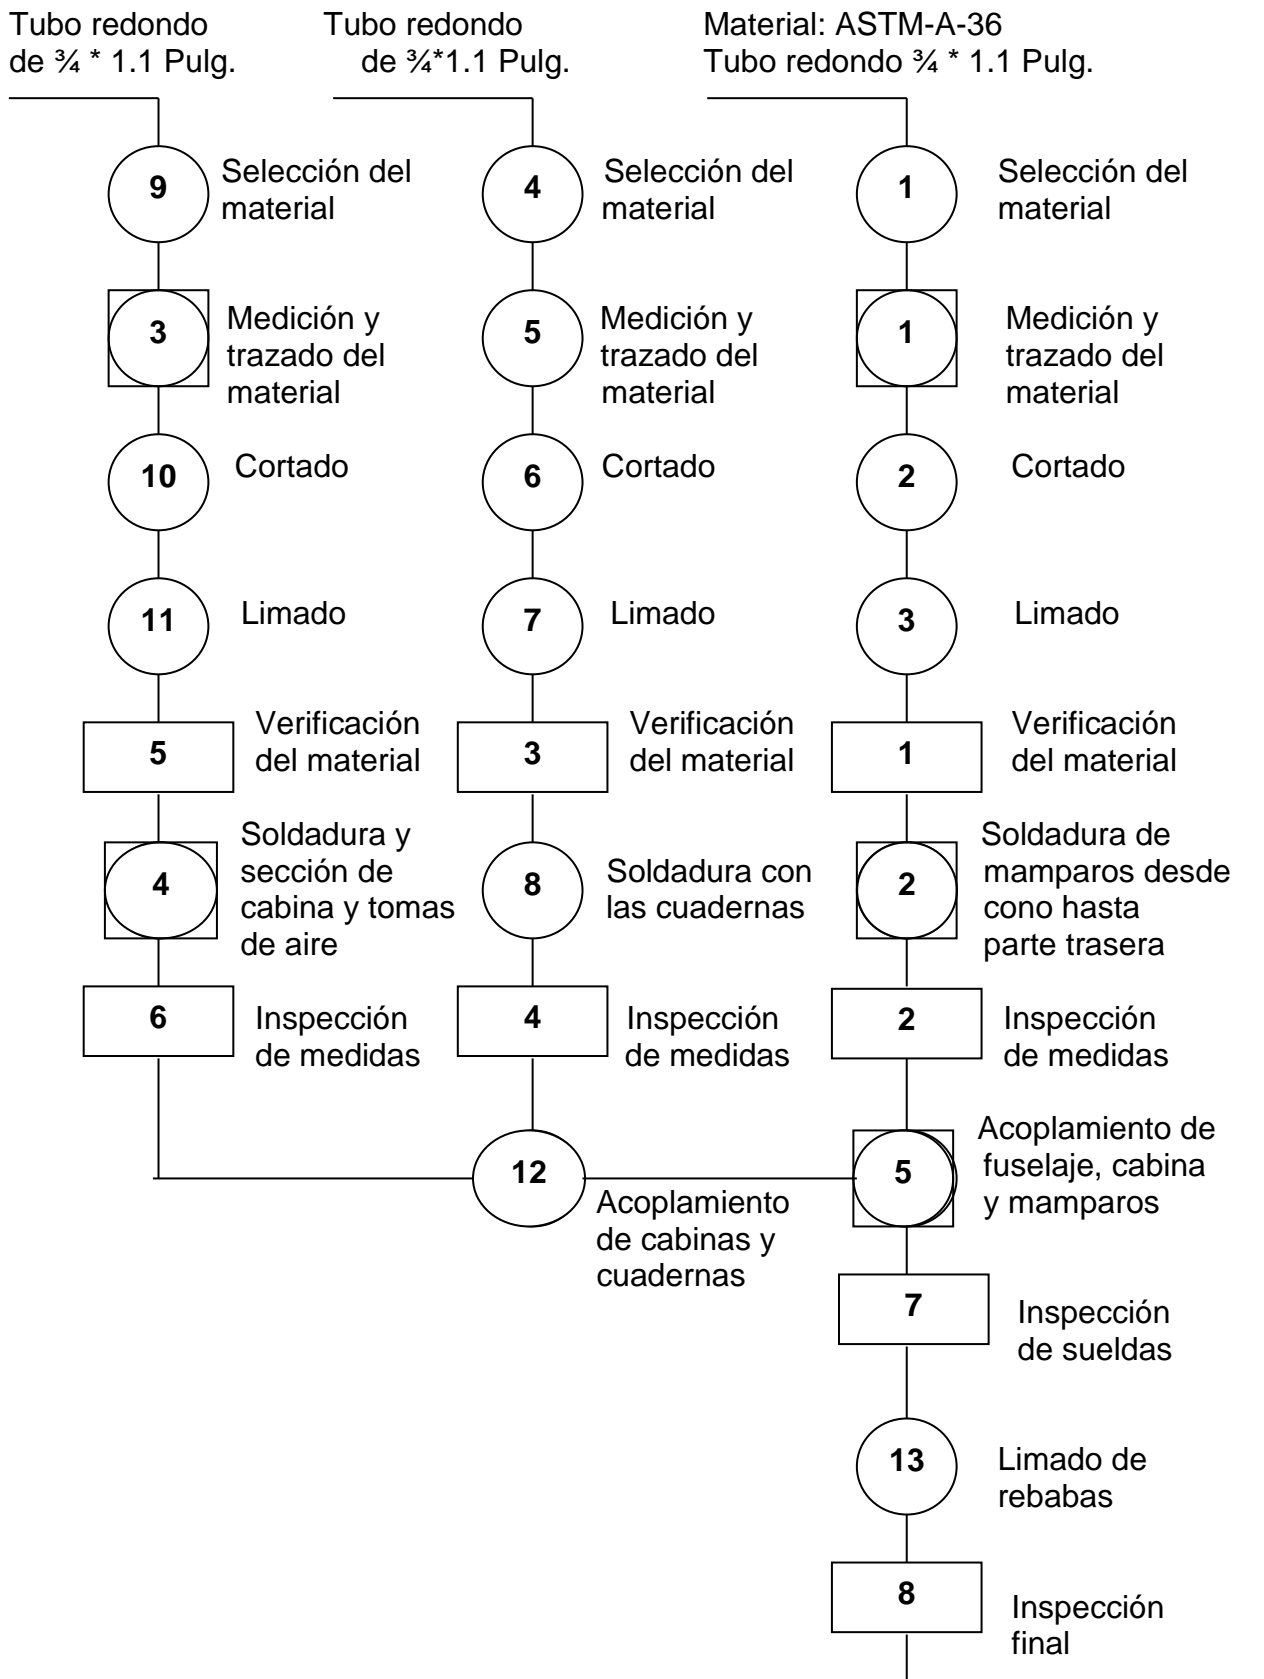 Tubo redondo
de ¾ * 1.1 Pulg.
Tubo redondo
de ¾*1.1 Pulg.
Material: ASTM-A-36
Tubo redondo ¾ * 1.1 Pulg.
9
Selección del
material
4
Selección del
material
1
Selección del
material
3
Medición y
trazado del
material
5
Medición y
trazado del
material
1
Medición y
trazado del
material
10
Cortado
6
Cortado
2
Cortado
11
Limado
7
Limado
3
Limado
5
Verificación
del material
3
Verificación
del material
1
Verificación
del material
4
Soldadura y
sección de
cabina y tomas
de aire
8
Soldadura con
las cuadernas
2
Soldadura de
mamparos desde
cono hasta
parte trasera
6
Inspección
de medidas
4
Inspección
de medidas
2
Inspección
de medidas
12
Acoplamiento
de cabinas y
cuadernas
5
Acoplamiento de
fuselaje, cabina
y mamparos
7
Inspección
de sueldas
13
Limado de
rebabas
8
Inspección
final